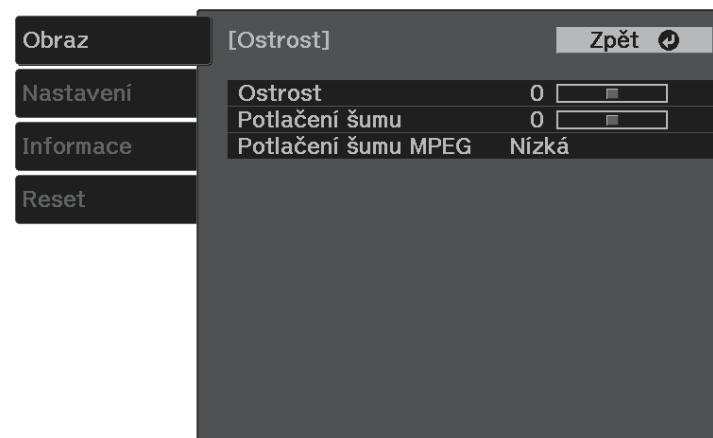 Obraz
Nastavení
Informace
Reset
[Ostrost]
Zpět
Ostrost 0
Potlačení šumu 0
Potlačení šumu MPEG Nízká